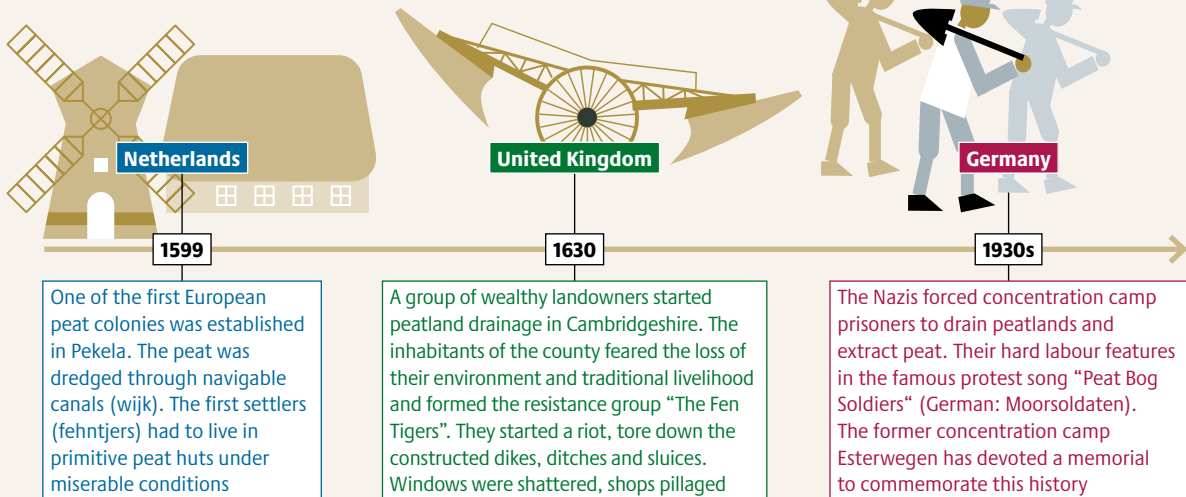 Netherlands
1599
One of the first European
peat colonies was established
in Pekela. The peat was
dredged through navigable
canals (wijk). The first settlers
(fehntjers) had to live in
primitive peat huts under
miserable conditions
United Kingdom
1630
A group of wealthy landowners started
peatland drainage in Cambridgeshire. The
inhabitants of the county feared the loss of
their environment and traditional livelihood
and formed the resistance group “The Fen
Tigers”. They started a riot, tore down the
constructed dikes, ditches and sluices.
Windows were shattered, shops pillaged
Germany
1930s
The Nazis forced concentration camp
prisoners to drain peatlands and
extract peat. Their hard labour features
in the famous protest song “Peat Bog
Soldiers“ (German: Moorsoldaten).
The former concentration camp
Esterwegen has devoted a memorial
to commemorate this history